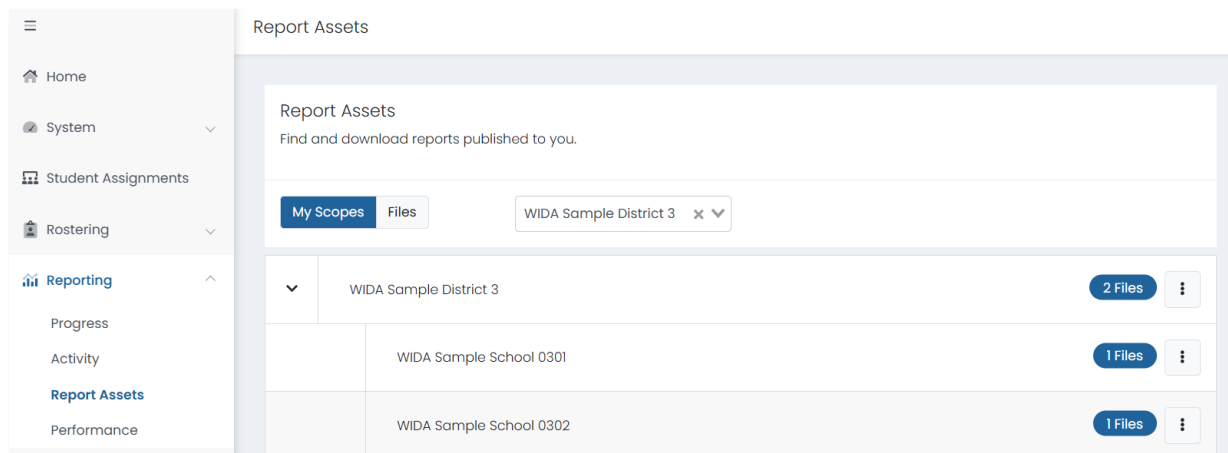 Report Assets
Home
System
Student Assignments
Rostering
Reporting
Progress
Activity
Report Assets
Performance
Report Assets
Find and download reports published to you.
My Scopes Files WIDA Sample District 3
WIDA Sample District 3 2 Files
WIDA Sample School 0301 1 Files
WIDA Sample School 0302 1 Files